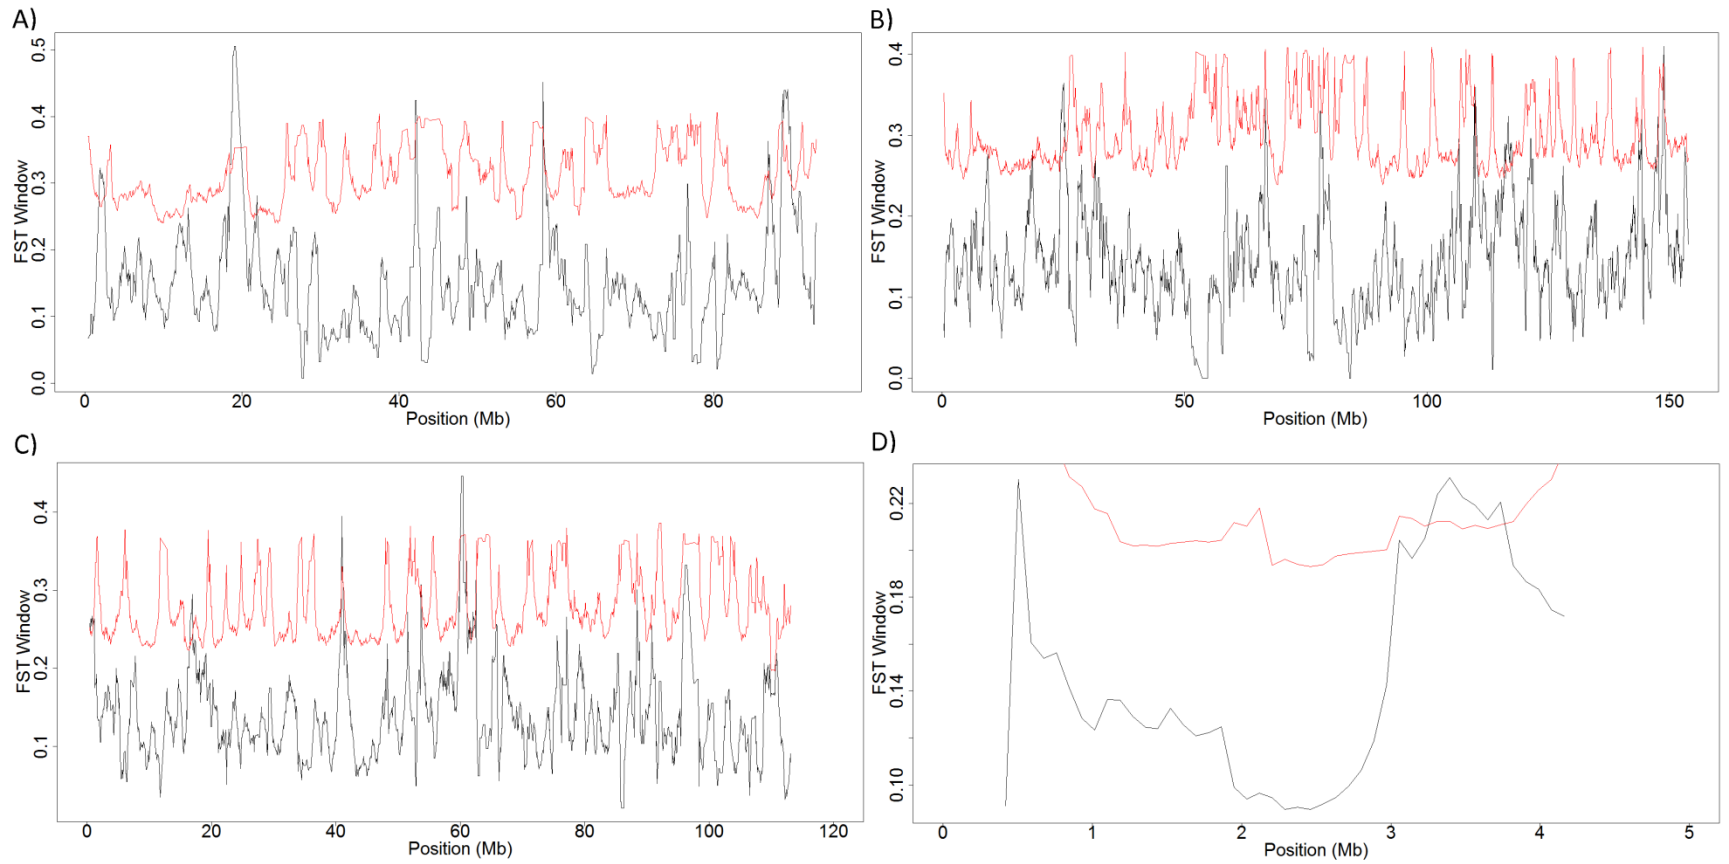 A)
FST Window
0.5
0.4
0.3
0.2
0.1
0.0
0 20 40 60 80
Position (Mb)
B)
FST Window
0.4
0.3
0.2
0.1
0.0
0 50 100 150
Position (Mb)
C)
FST Window
0.4
0.3
0.2
0.1
0 20 40 60 80 100 120
Position (Mb)
D)
FST Window
0.22
0.18
0.14
0.10
0 1 2 3 4 5
Position (Mb)